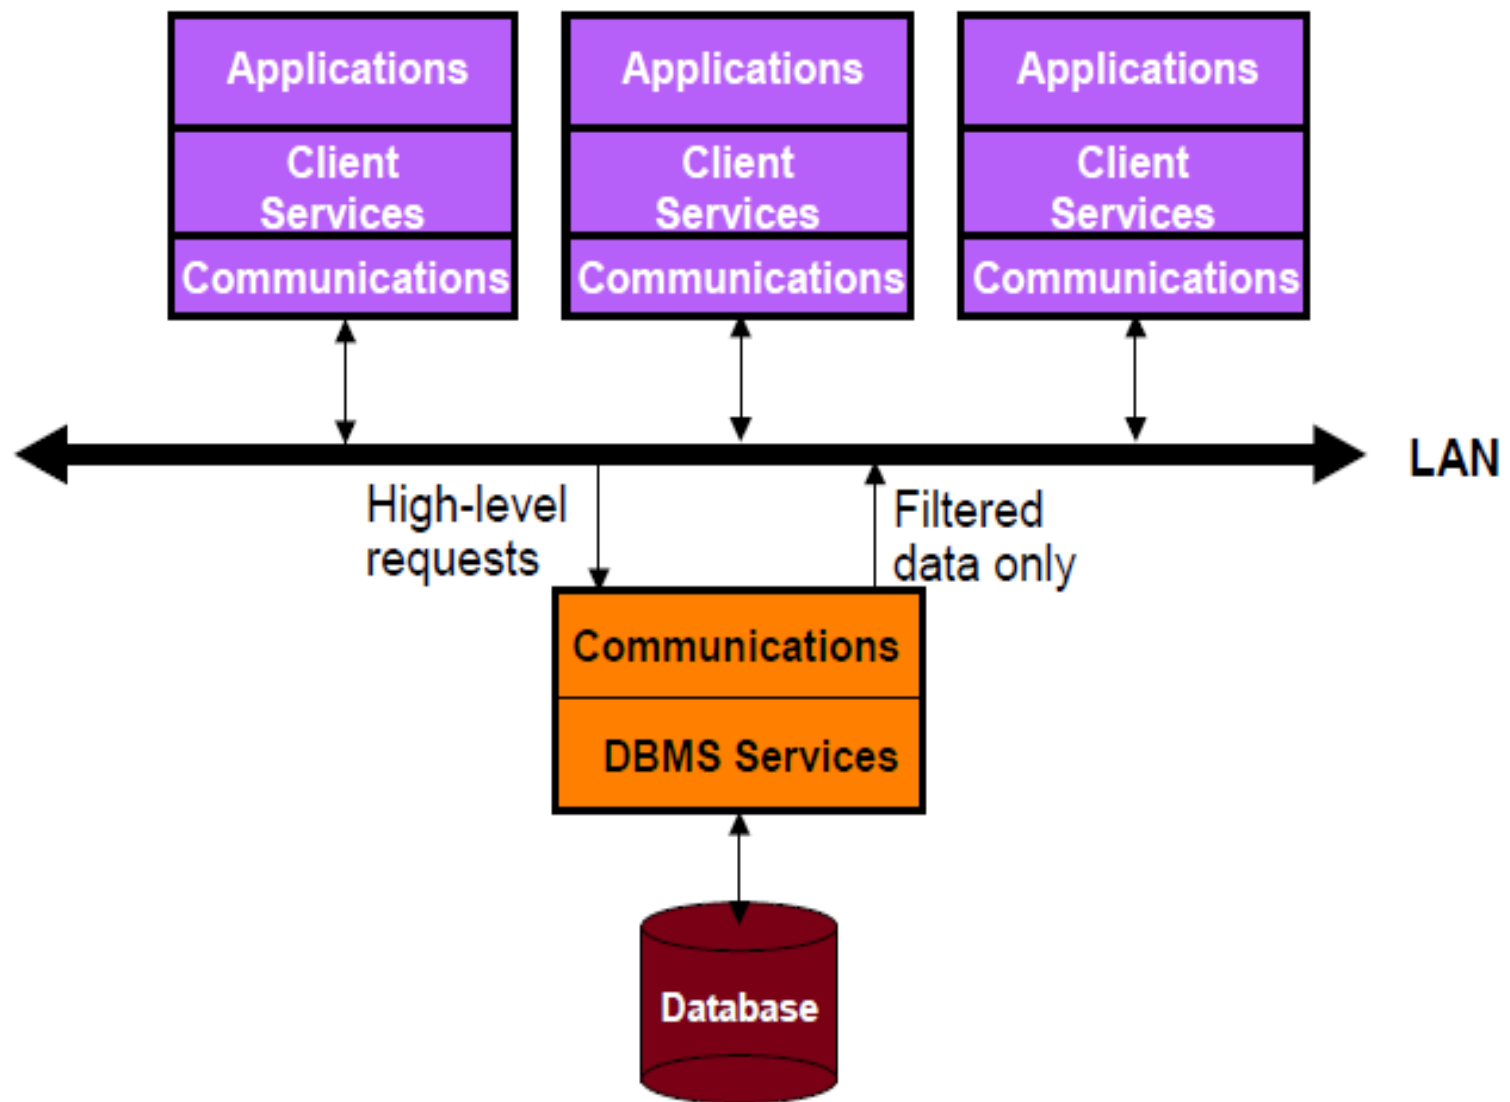 Applications
Client
Services
Communications
Applications
Client
Services
Communications
Applications
Client
Services
Communications
LAN
High-level
requests
Filtered
data only
Communications
DBMS Services
Database